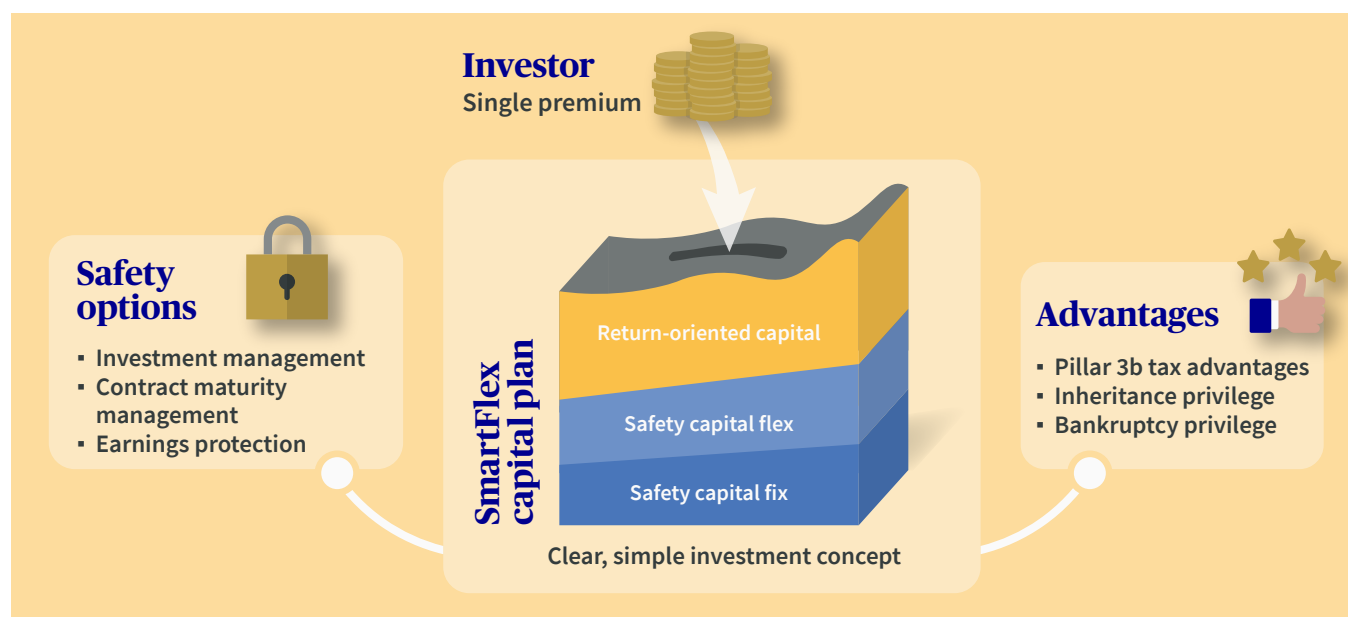 Investor
Single premium
Safety
options
▪ Investment management
▪ Contract maturity
management
▪ Earnings protection
SmartFlex
capital plan
Return-oriented capital
Safety capital flex
Safety capital fix
Clear, simple investment concept
Advantages
▪ Pillar 3b tax advantages
▪ Inheritance privilege
▪ Bankruptcy privilege